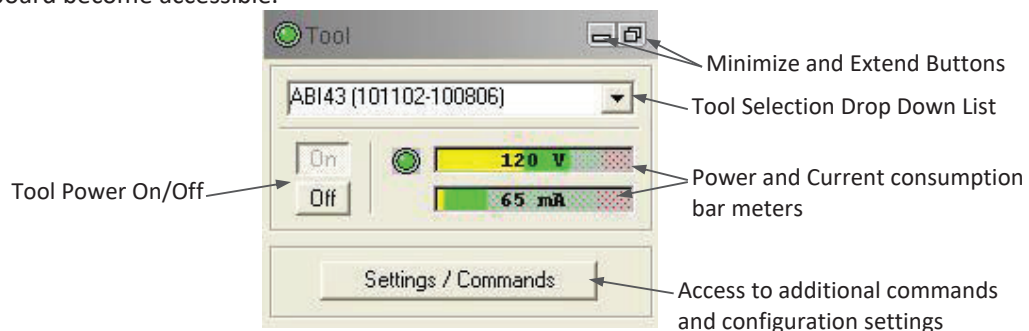 board become accessible.
Tool
Minimize and Extend Buttons
ABI43 (101102-100806)
Tool Selection Drop Down List
On
120 V
Tool Power On/Off
Power and Current consumption
bar meters
Off
65 mA
Settings / Commands
Access to additional commands
and configuration settings